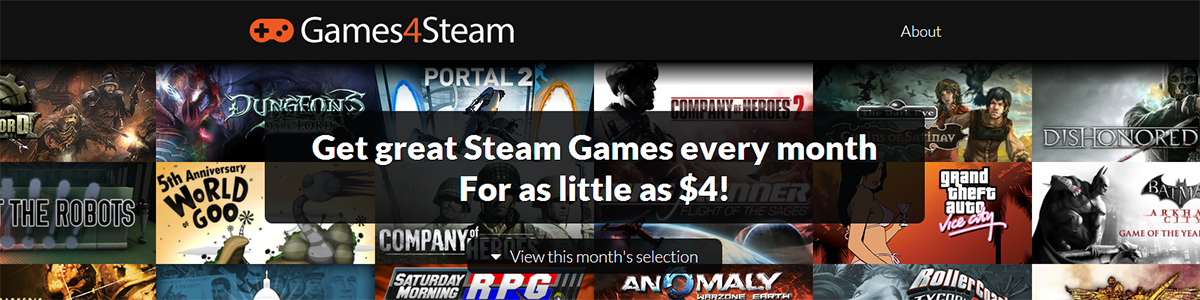 Games4Steam
About
PORTAL 2
DUNGEONS
COMPANY OF HEROES 2
The Dark Eye
DISHONORED
Get great Steam Games every month
For as little as $4!
5th Anniversary
WORLD OF
GOO
THE ROBOTS
FLIGHT OF THE SAGES
grand
theft
auto
vice city
BATMAN
ARKHAM
CITY
GAME OF THE YEAR
COMPANY OF
HEROES
View this month's selection
SATURDAY
MORNING
RPG
ANOMALY
WARZONE EARTH